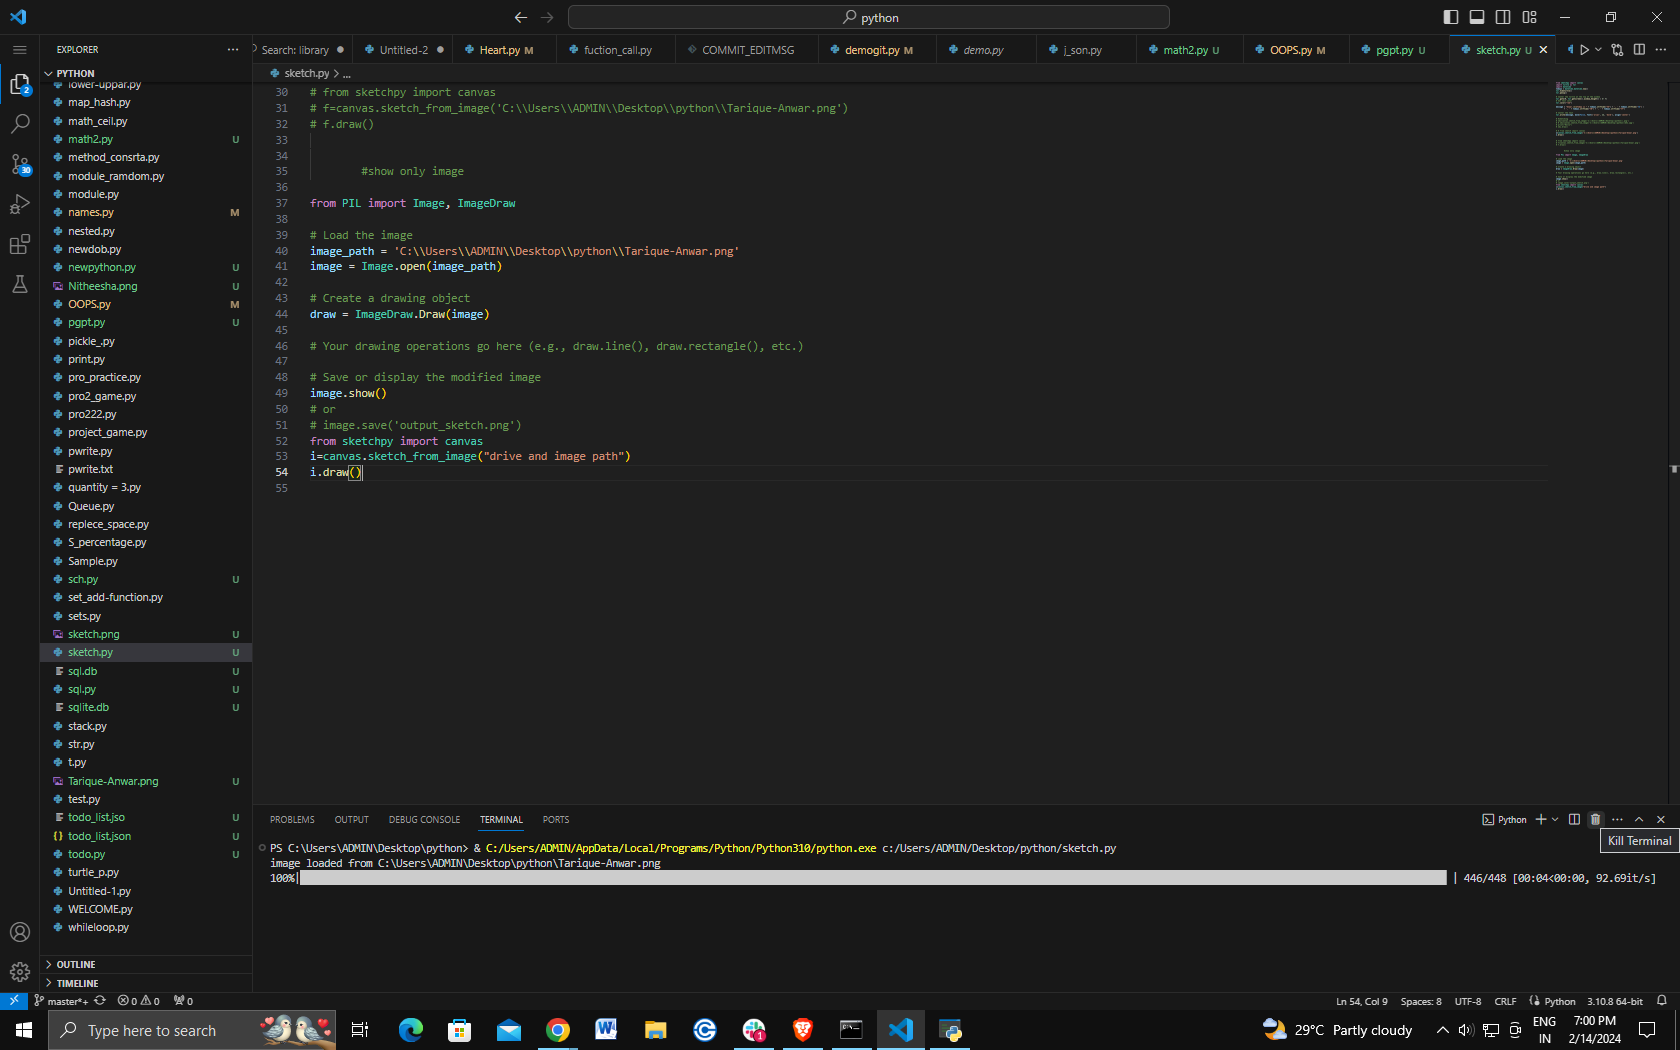 python
EXPLORER
Search: library
Untitled-2
Heart.py M
fuction_call.py
COMMIT_EDITMSG
demogit.py M
demo.py
j_son.py
math2.py U
OOPS.py M
pgpt.py U
sketch.py U
PYTHON
sketch.py > ...
lower-uppar.py
map_hash.py
math_ceil.py
math2.py U
method_consrta.py
module_ramdom.py
module.py
names.py M
nested.py
newdob.py
newpython.py U
Nitheesha.png U
OOPS.py M
pgpt.py U
pickle_.py
print.py
pro_practice.py
pro2_game.py
pro222.py
project_game.py
pwrite.py
pwrite.txt
quantity = 3.py
Queue.py
replece_space.py
S_percentage.py
Sample.py
sch.py U
set_add-function.py
sets.py
sketch.png U
sketch.py U
sql.db U
sql.py U
sqlite.db U
stack.py
str.py
t.py
Tarique-Anwar.png U
test.py
todo_list.jso U
todo_list.json U
todo.py U
turtle_p.py
Untitled-1.py
WELCOME.py
whileloop.py
OUTLINE
TIMELINE
2
30
30 # from sketchpy import canvas
31 # f=canvas.sketch_from_image('C:\\Users\\ADMIN\\Desktop\\python\\Tarique-Anwar.png')
32 # f.draw()
33
34
35 #show only image
36
37 from PIL import Image, ImageDraw
38
39 # Load the image
40 image_path = 'C:\\Users\\ADMIN\\Desktop\\python\\Tarique-Anwar.png'
41 image = Image.open(image_path)
42
43 # Create a drawing object
44 draw = ImageDraw.Draw(image)
45
46 # Your drawing operations go here (e.g., draw.line(), draw.rectangle(), etc.)
47
48 # Save or display the modified image
49 image.show()
50 # or
51 # image.save('output_sketch.png')
52 from sketchpy import canvas
53 i=canvas.sketch_from_image("drive and image path")
54 i.draw()
55
PROBLEMS OUTPUT DEBUG CONSOLE TERMINAL PORTS
Python
Kill Terminal
PS C:\Users\ADMIN\Desktop\python> & C:/Users/ADMIN/AppData/Local/Programs/Python/Python310/python.exe c:/Users/ADMIN/Desktop/python/sketch.py
image loaded from C:\Users\ADMIN\Desktop\python\Tarique-Anwar.png
100%| | 446/448 [00:04<00:00, 92.69it/s]
master*+ 0 0 0
Ln 54, Col 9 Spaces: 8 UTF-8 CRLF Python 3.10.8 64-bit
Type here to search
1
29°C Partly cloudy
ENG
IN
7:00 PM
2/14/2024